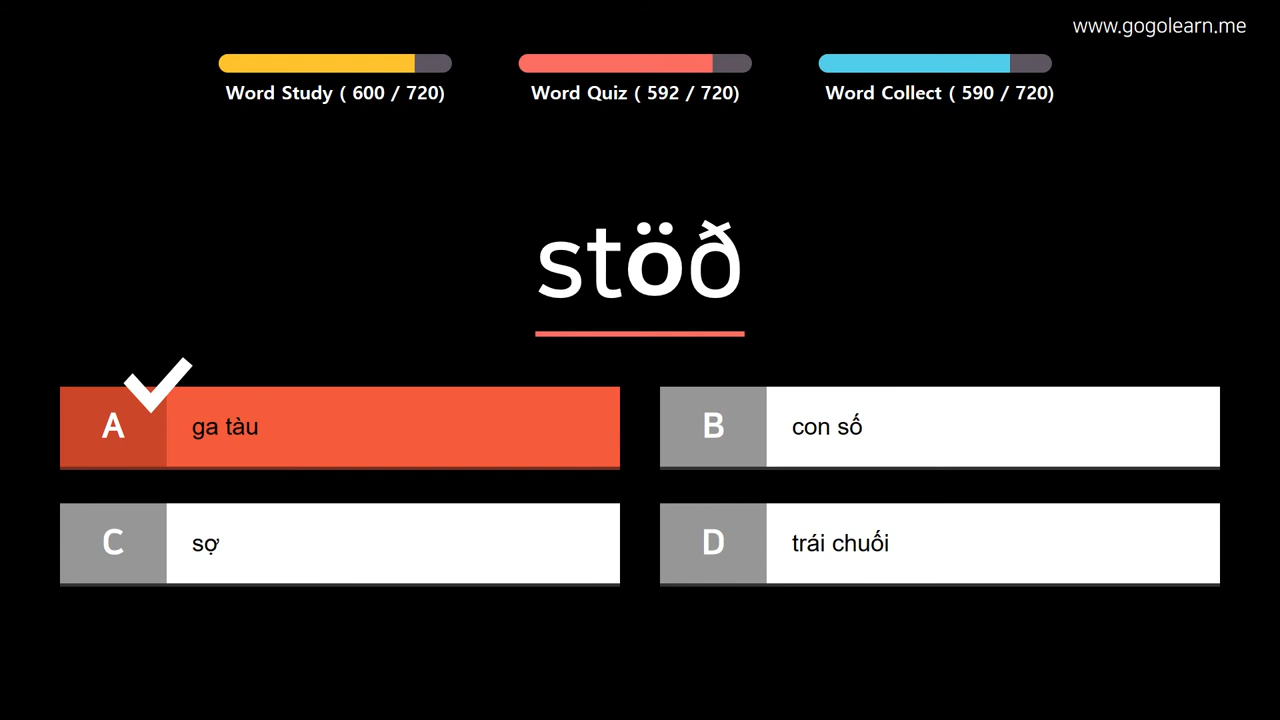 www.gogolearn.me
Word Study ( 600 / 720) Word Quiz ( 592 / 720) Word Collect ( 590 / 720)
stöð
A ga tàu
B con số
C sợ
D trái chuối